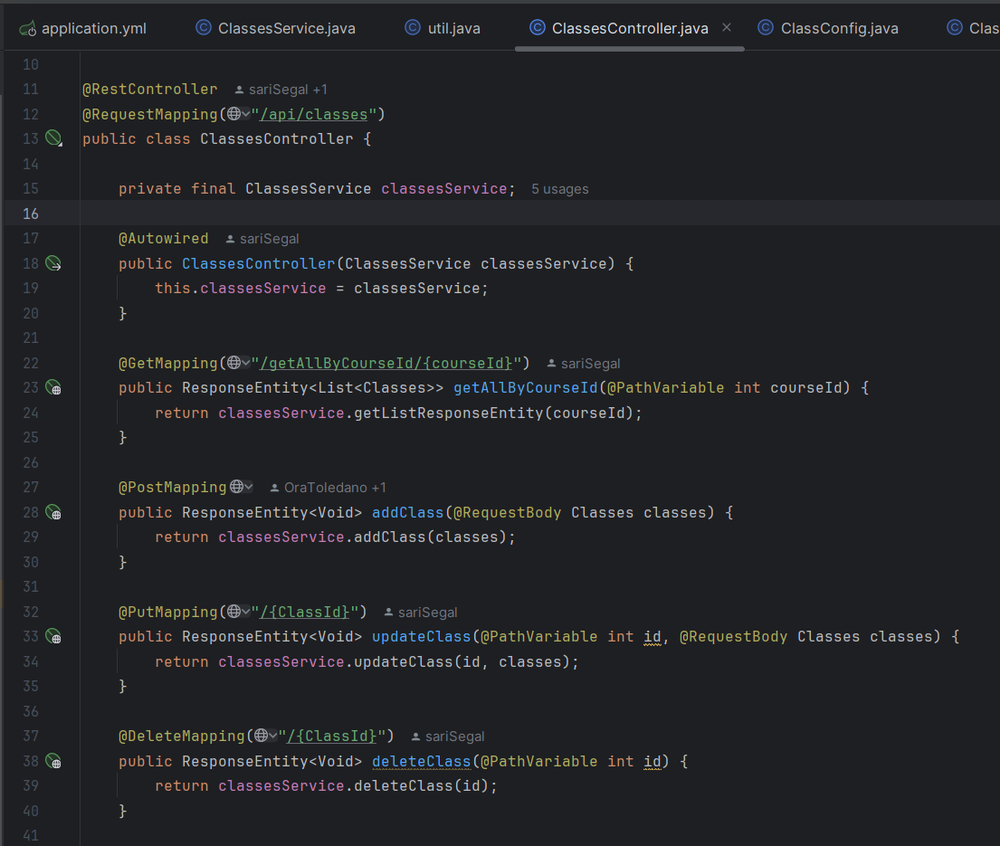 application.yml ClassesService.java util.java ClassesController.java ClassConfig.java Clas
10
11 @RestController sariSegal +1
12 @RequestMapping("/api/classes")
13 public class ClassesController {
14
15 private final ClassesService classesService; 5 usages
16
17 @Autowired sariSegal
18 public ClassesController(ClassesService classesService) {
19 this.classesService = classesService;
20 }
21
22 @GetMapping("/getAllByCourseId/{courseId}") sariSegal
23 public ResponseEntity<List<Classes>> getAllByCourseId(@PathVariable int courseId) {
24 return classesService.getListResponseEntity(courseId);
25 }
26
27 @PostMapping OraToledano +1
28 public ResponseEntity<Void> addClass(@RequestBody Classes classes) {
29 return classesService.addClass(classes);
30 }
31
32 @PutMapping("/{ClassId}") sariSegal
33 public ResponseEntity<Void> updateClass(@PathVariable int id, @RequestBody Classes classes) {
34 return classesService.updateClass(id, classes);
35 }
36
37 @DeleteMapping("/{ClassId}") sariSegal
38 public ResponseEntity<Void> deleteClass(@PathVariable int id) {
39 return classesService.deleteClass(id);
40 }
41